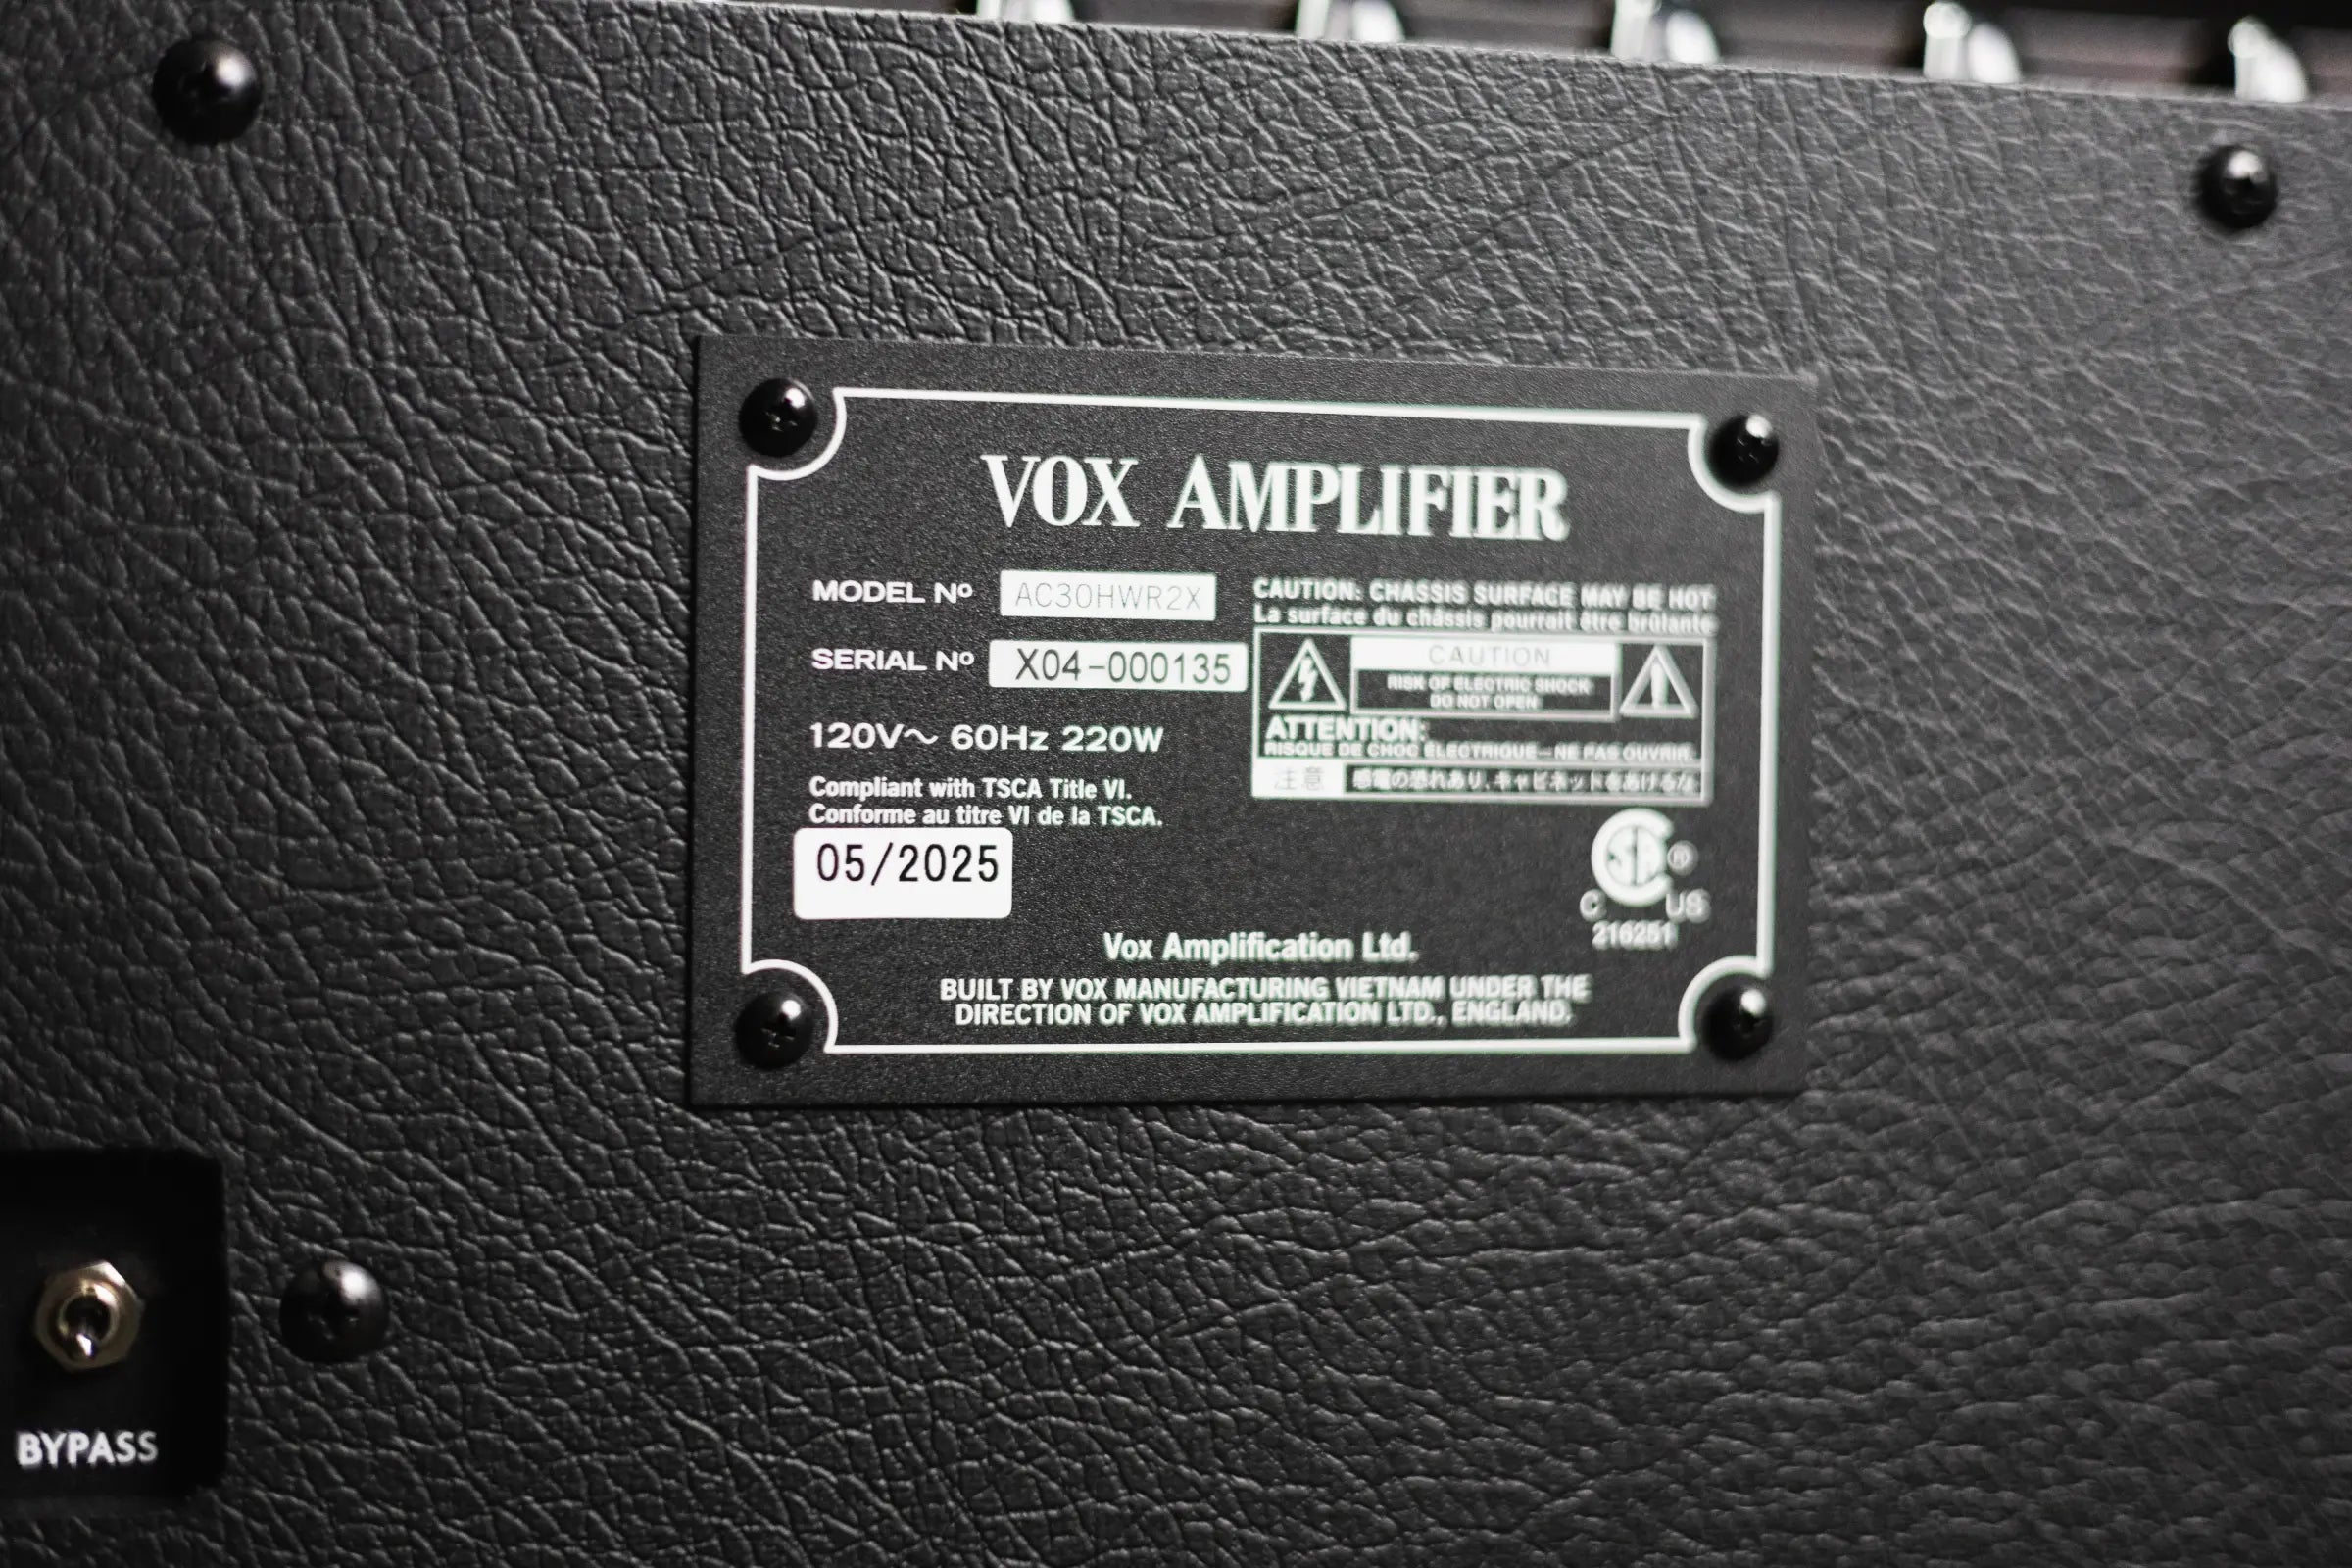 VOX AMPLIFIER
MODEL Nº AC30HWR2X
SERIAL Nº X04-000135
120V～ 60Hz 220W
Compliant with TSCA Title VI.
Conforme au titre VI de la TSCA.
05/2025
CAUTION: CHASSIS SURFACE MAY BE HOT
La surface du châssis pourrait être brûlante
CAUTION
RISK OF ELECTRIC SHOCK
DO NOT OPEN
ATTENTION:
RISQUE DE CHOC ÉLECTRIQUE—NE PAS OUVRIR.
注意 感電の恐れあり、キャビネットをあけるな
SA ®
C US
216251
Vox Amplification Ltd.
BUILT BY VOX MANUFACTURING VIETNAM UNDER THE
DIRECTION OF VOX AMPLIFICATION LTD., ENGLAND.
BYPASS